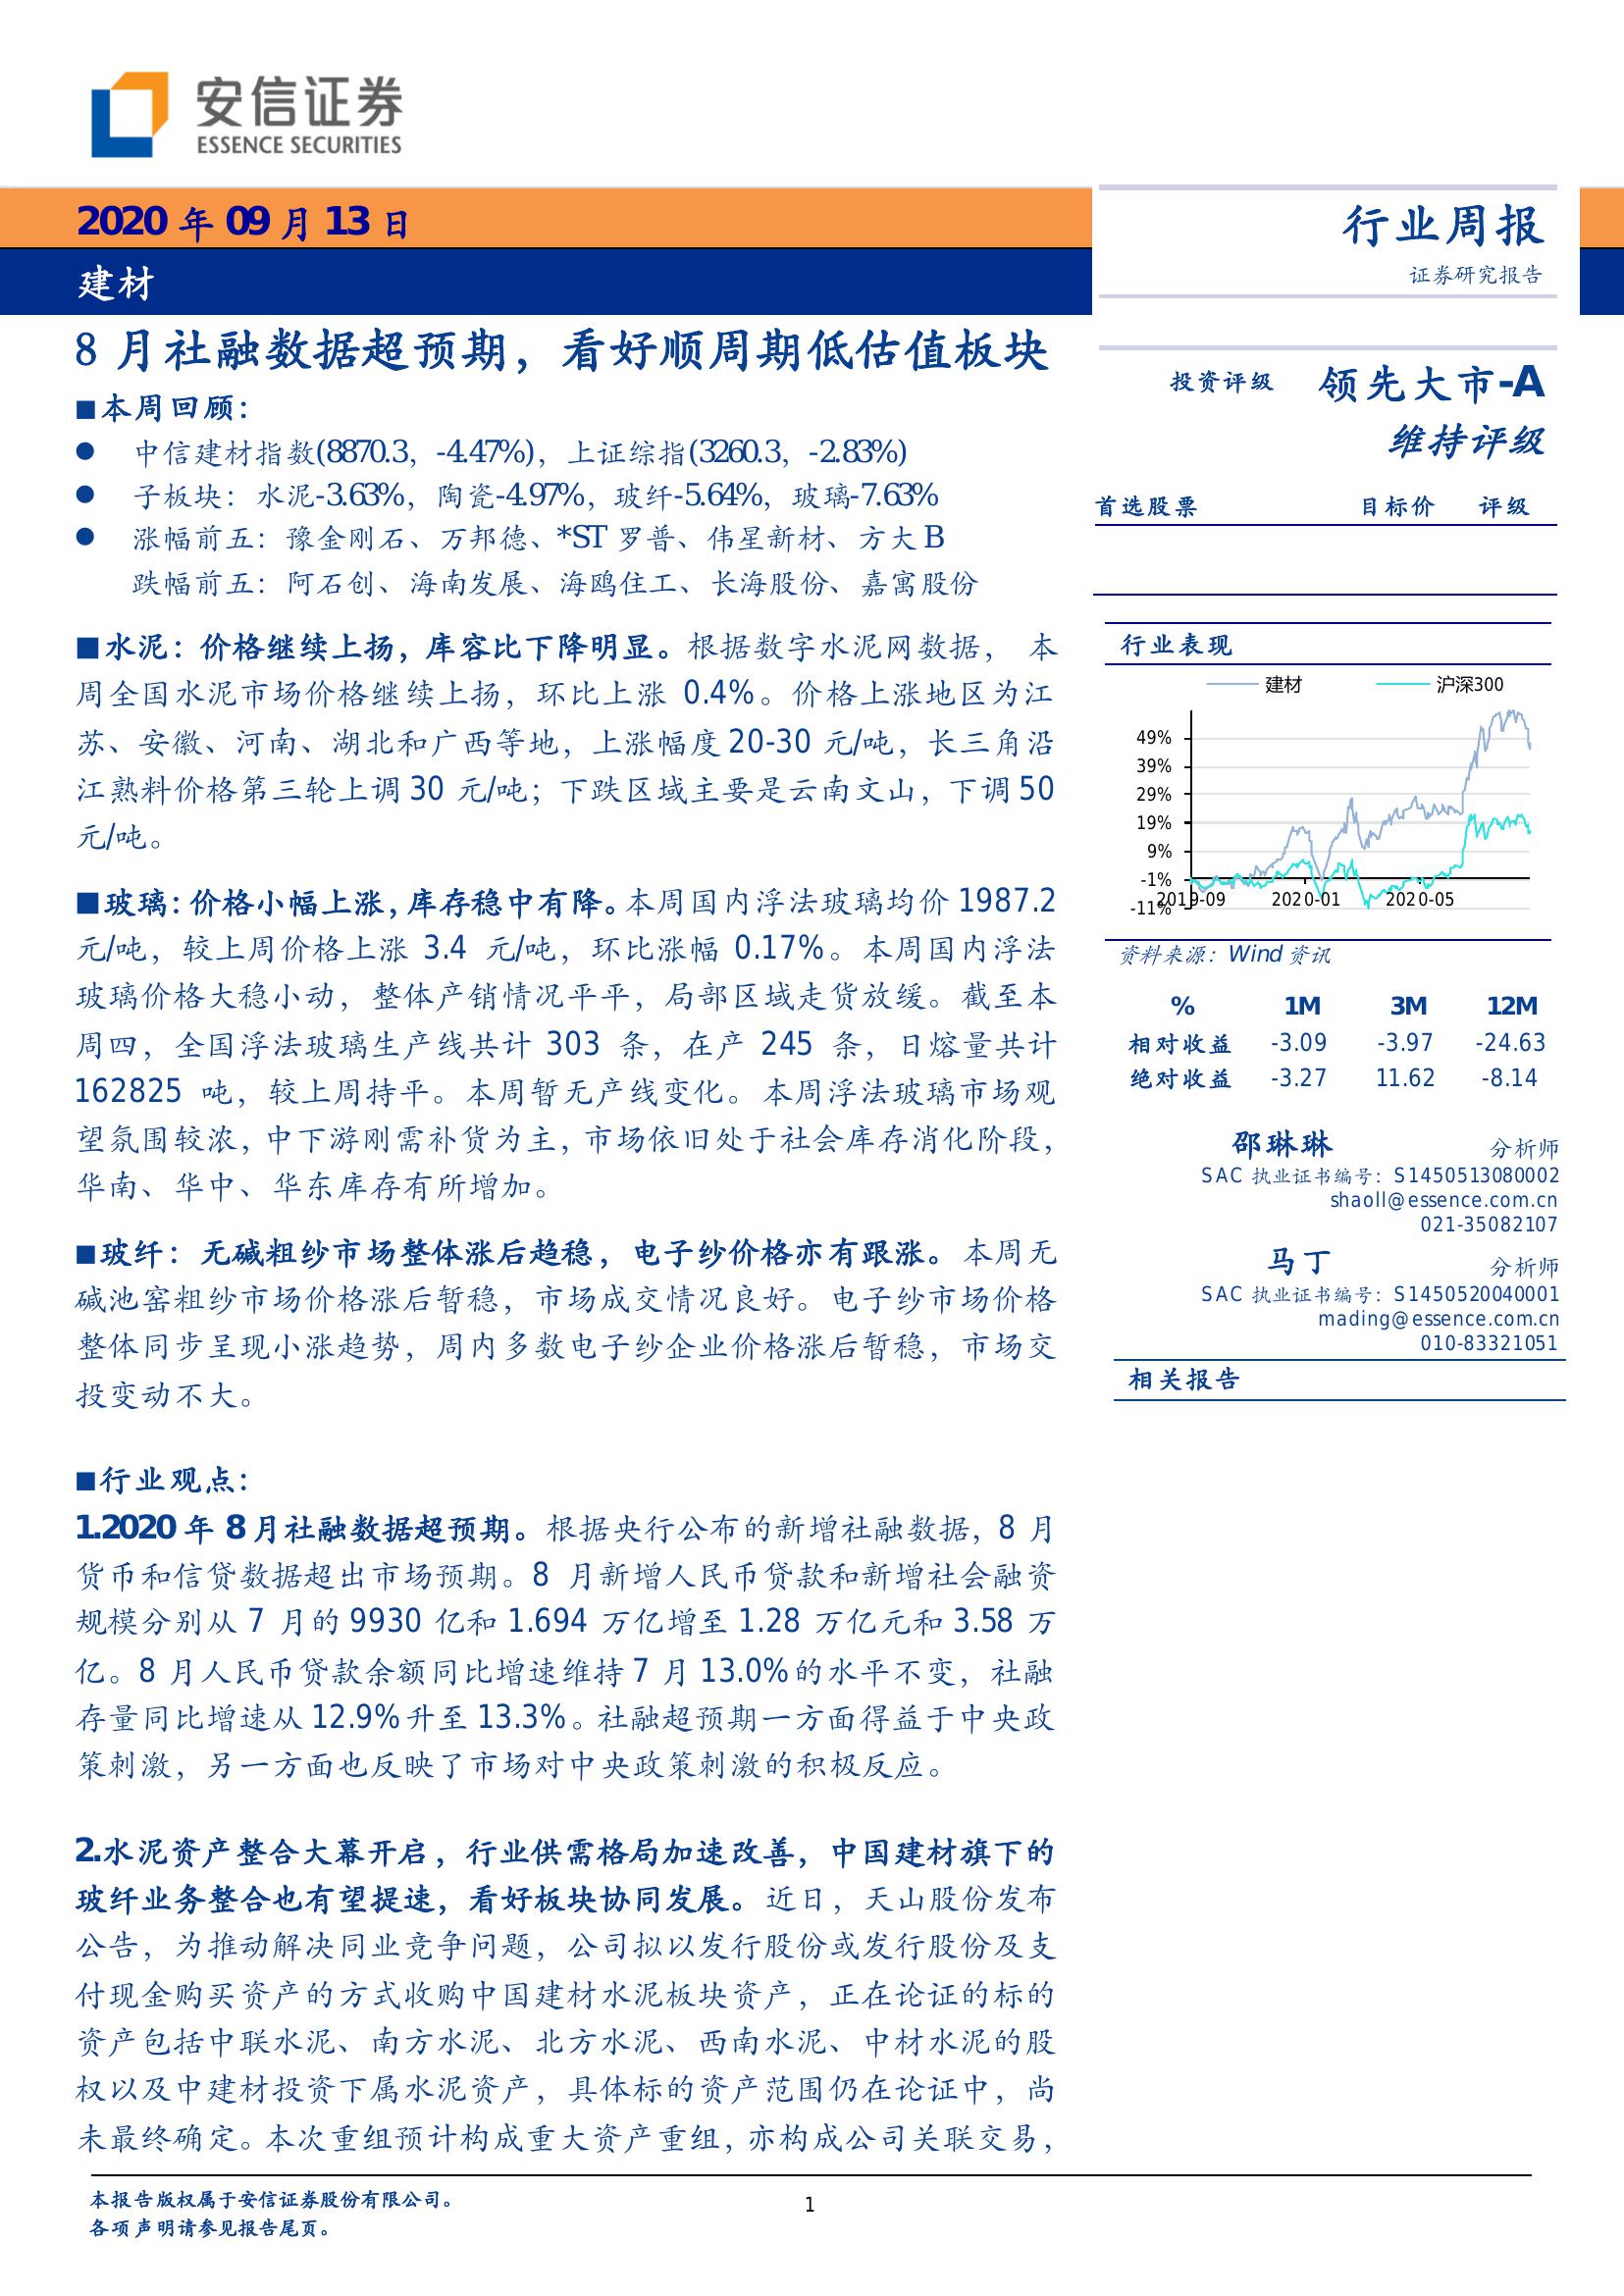 安信证券
ESSENCE SECURITIES
2020 年 09 月 13 日
建材
行业周报
证券研究报告
8 月社融数据超预期，看好顺周期低估值板块
■本周回顾：
● 中信建材指数(8870.3，-4.47%)，上证综指(3260.3，-2.83%)
● 子板块：水泥-3.63%，陶瓷-4.97%，玻纤-5.64%，玻璃-7.63%
● 涨幅前五：豫金刚石、万邦德、*ST 罗普、伟星新材、方大 B
跌幅前五：阿石创、海南发展、海鸥住工、长海股份、嘉寓股份
■水泥：价格继续上扬，库容比下降明显。根据数字水泥网数据， 本
周全国水泥市场价格继续上扬，环比上涨 0.4%。价格上涨地区为江
苏、安徽、河南、湖北和广西等地，上涨幅度 20-30 元/吨，长三角沿
江熟料价格第三轮上调 30 元/吨；下跌区域主要是云南文山，下调 50
元/吨。
■玻璃：价格小幅上涨，库存稳中有降。本周国内浮法玻璃均价 1987.2
元/吨，较上周价格上涨 3.4 元/吨，环比涨幅 0.17%。本周国内浮法
玻璃价格大稳小动，整体产销情况平平，局部区域走货放缓。截至本
周四，全国浮法玻璃生产线共计 303 条，在产 245 条，日熔量共计
162825 吨，较上周持平。本周暂无产线变化。本周浮法玻璃市场观
望氛围较浓，中下游刚需补货为主，市场依旧处于社会库存消化阶段，
华南、华中、华东库存有所增加。
■玻纤：无碱粗纱市场整体涨后趋稳，电子纱价格亦有跟涨。本周无
碱池窑粗纱市场价格涨后暂稳，市场成交情况良好。电子纱市场价格
整体同步呈现小涨趋势，周内多数电子纱企业价格涨后暂稳，市场交
投变动不大。
■行业观点：
1.2020 年 8 月社融数据超预期。根据央行公布的新增社融数据，8 月
货币和信贷数据超出市场预期。8 月新增人民币贷款和新增社会融资
规模分别从 7 月的 9930 亿和 1.694 万亿增至 1.28 万亿元和 3.58 万
亿。8 月人民币贷款余额同比增速维持 7 月 13.0%的水平不变，社融
存量同比增速从 12.9%升至 13.3%。社融超预期一方面得益于中央政
策刺激，另一方面也反映了市场对中央政策刺激的积极反应。
2.水泥资产整合大幕开启，行业供需格局加速改善，中国建材旗下的
玻纤业务整合也有望提速，看好板块协同发展。近日，天山股份发布
公告，为推动解决同业竞争问题，公司拟以发行股份或发行股份及支
付现金购买资产的方式收购中国建材水泥板块资产，正在论证的标的
资产包括中联水泥、南方水泥、北方水泥、西南水泥、中材水泥的股
权以及中建材投资下属水泥资产，具体标的资产范围仍在论证中，尚
未最终确定。本次重组预计构成重大资产重组，亦构成公司关联交易，
投资评级 领先大市-A
维持评级
首选股票 目标价 评级
行业表现
建材 沪深300
49%
39%
29%
19%
9%
-1%
-11%
2019-09 2020-01 2020-05
资料来源：Wind 资讯
% 1M 3M 12M
相对收益 -3.09 -3.97 -24.63
绝对收益 -3.27 11.62 -8.14
邵琳琳 分析师
SAC 执业证书编号：S1450513080002
shaoll@essence.com.cn
021-35082107
马丁 分析师
SAC 执业证书编号：S1450520040001
mading@essence.com.cn
010-83321051
相关报告
本报告版权属于安信证券股份有限公司。
各项声明请参见报告尾页。
1